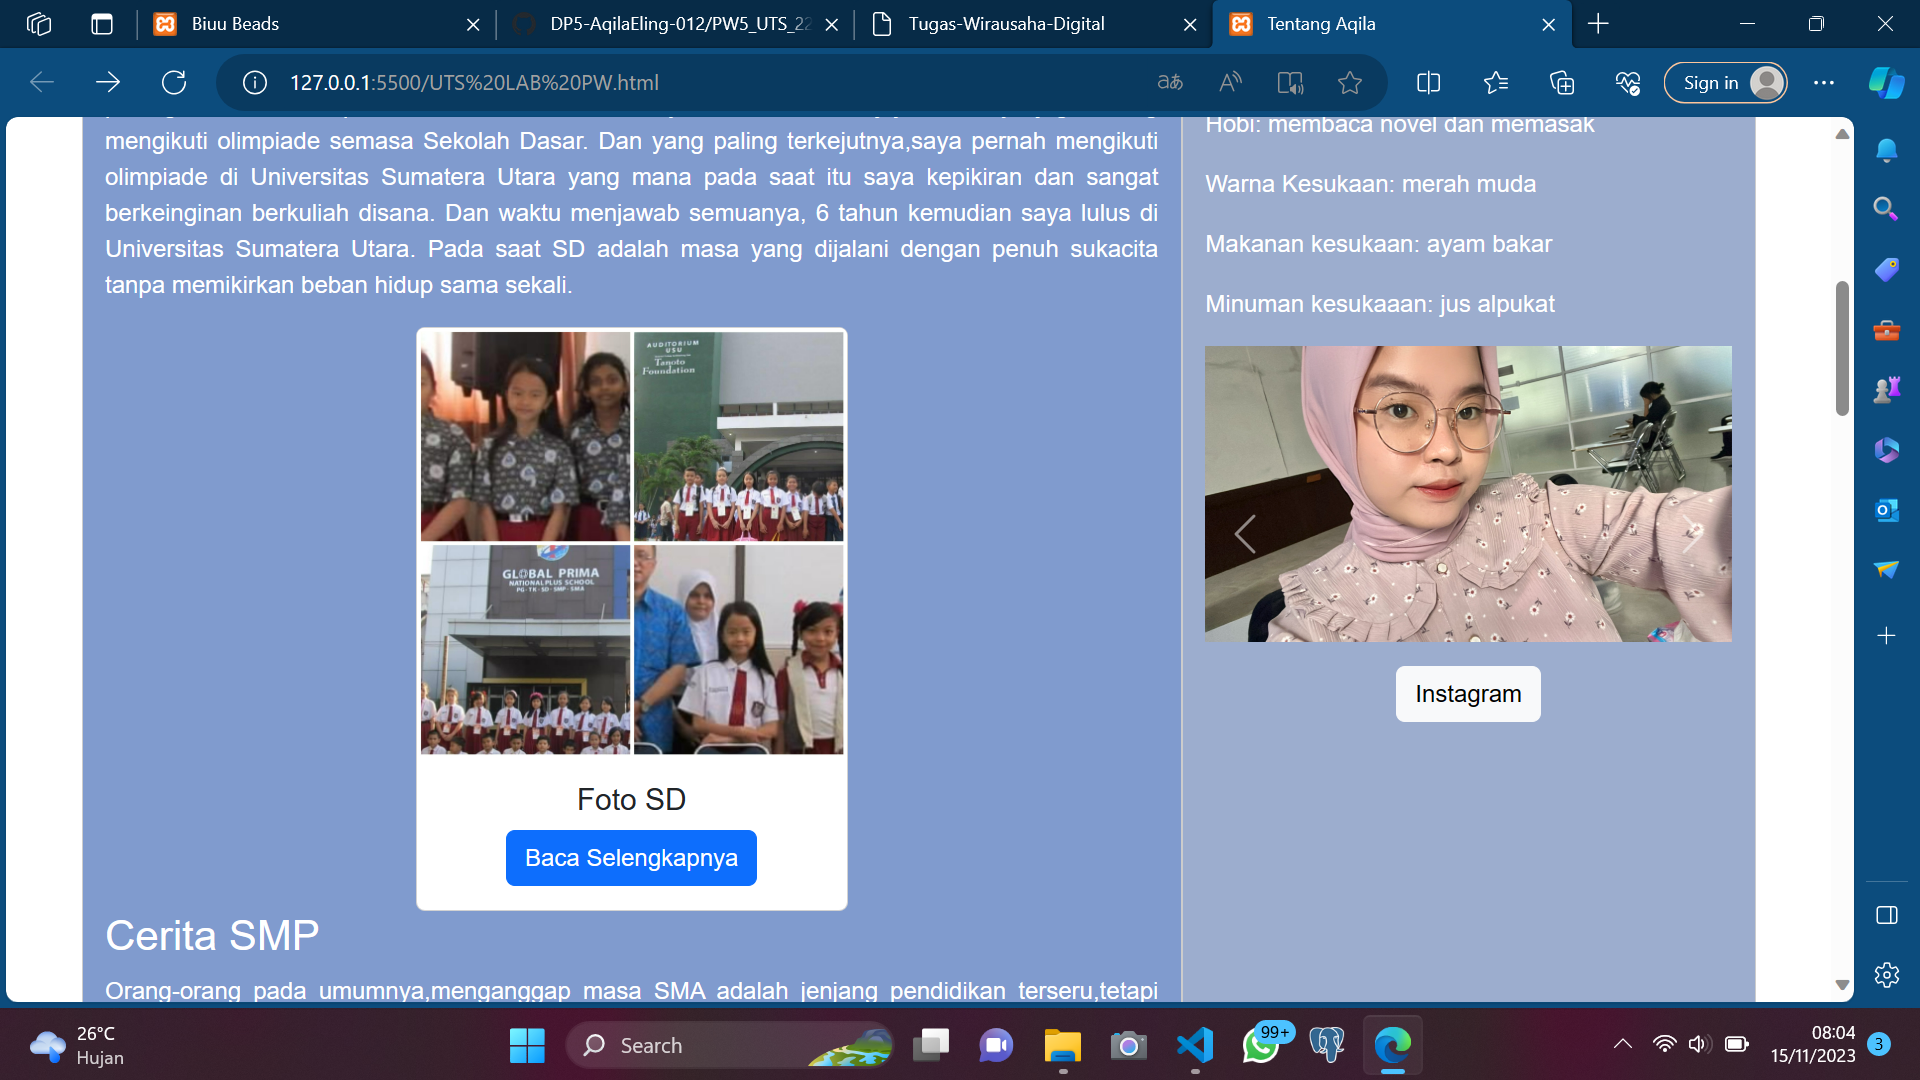 Biuu Beads
DP5-AqilaEling-012/PW5_UTS_22
Tugas-Wirausaha-Digital
Tentang Aqila
127.0.0.1:5500/UTS%20LAB%20PW.html
Sign in
mengikuti olimpiade semasa Sekolah Dasar. Dan yang paling terkejutnya,saya pernah mengikuti
olimpiade di Universitas Sumatera Utara yang mana pada saat itu saya kepikiran dan sangat
berkeinginan berkuliah disana. Dan waktu menjawab semuanya, 6 tahun kemudian saya lulus di
Universitas Sumatera Utara. Pada saat SD adalah masa yang dijalani dengan penuh sukacita
tanpa memikirkan beban hidup sama sekali.
AUDITORIUM
USU
Tanoto
Foundation
GLOBAL PRIMA
NATIONAL PLUS SCHOOL
PG - TK - SD - SMP - SMA
Foto SD
Baca Selengkapnya
Cerita SMP
Orang-orang pada umumnya,menganggap masa SMA adalah jenjang pendidikan terseru,tetapi
Hobi: membaca novel dan memasak
Warna Kesukaan: merah muda
Makanan kesukaan: ayam bakar
Minuman kesukaaan: jus alpukat
Instagram
26°C
Hujan
Search
99+
08:04
15/11/2023
3